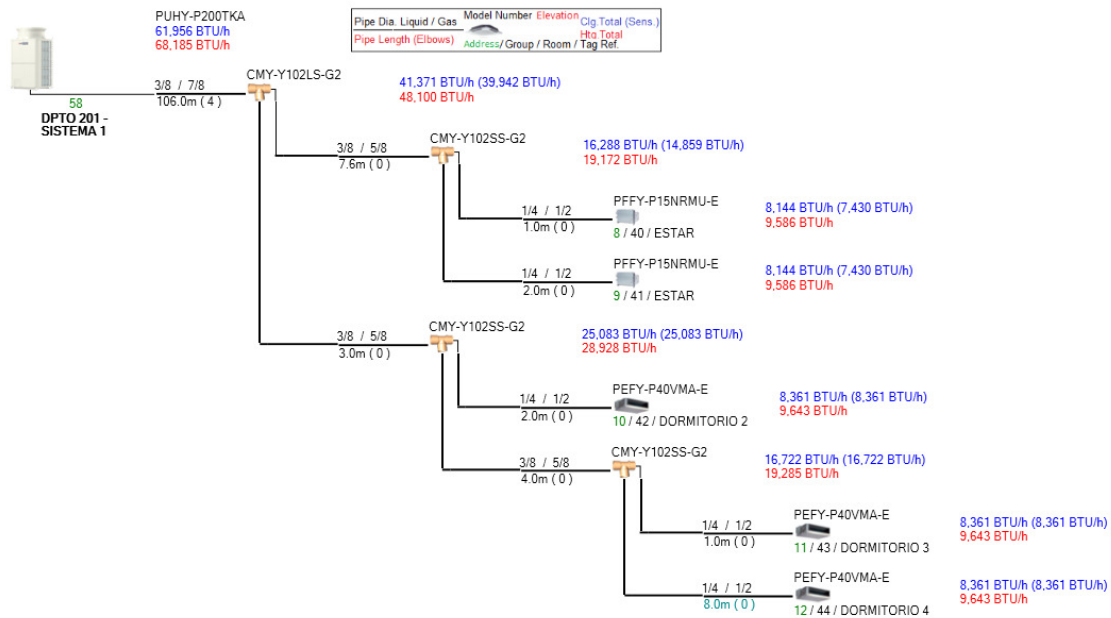 PUHY-P200TKA
61,956 BTU/h
68,185 BTU/h
Pipe Dia. Liquid / Gas
Model Number Elevation
Clg.Total (Sens.)
Pipe Length (Elbows)
Htg Total
Address/ Group / Room / Tag Ref.
58
DPTO 201 -
SISTEMA 1
3/8 / 7/8
106.0m ( 4 )
CMY-Y102LS-G2
41,371 BTU/h (39,942 BTU/h)
48,100 BTU/h
3/8 / 5/8
7.6m ( 0 )
CMY-Y102SS-G2
16,288 BTU/h (14,859 BTU/h)
19,172 BTU/h
1/4 / 1/2
1.0m ( 0 )
PFFY-P15NRMU-E
8 / 40 / ESTAR
8,144 BTU/h (7,430 BTU/h)
9,586 BTU/h
1/4 / 1/2
2.0m ( 0 )
PFFY-P15NRMU-E
9 / 41 / ESTAR
8,144 BTU/h (7,430 BTU/h)
9,586 BTU/h
3/8 / 5/8
3.0m ( 0 )
CMY-Y102SS-G2
25,083 BTU/h (25,083 BTU/h)
28,928 BTU/h
1/4 / 1/2
2.0m ( 0 )
PEFY-P40VMA-E
10 / 42 / DORMITORIO 2
8,361 BTU/h (8,361 BTU/h)
9,643 BTU/h
3/8 / 5/8
4.0m ( 0 )
CMY-Y102SS-G2
16,722 BTU/h (16,722 BTU/h)
19,285 BTU/h
1/4 / 1/2
1.0m ( 0 )
PEFY-P40VMA-E
11 / 43 / DORMITORIO 3
8,361 BTU/h (8,361 BTU/h)
9,643 BTU/h
1/4 / 1/2
8.0m ( 0 )
PEFY-P40VMA-E
12 / 44 / DORMITORIO 4
8,361 BTU/h (8,361 BTU/h)
9,643 BTU/h